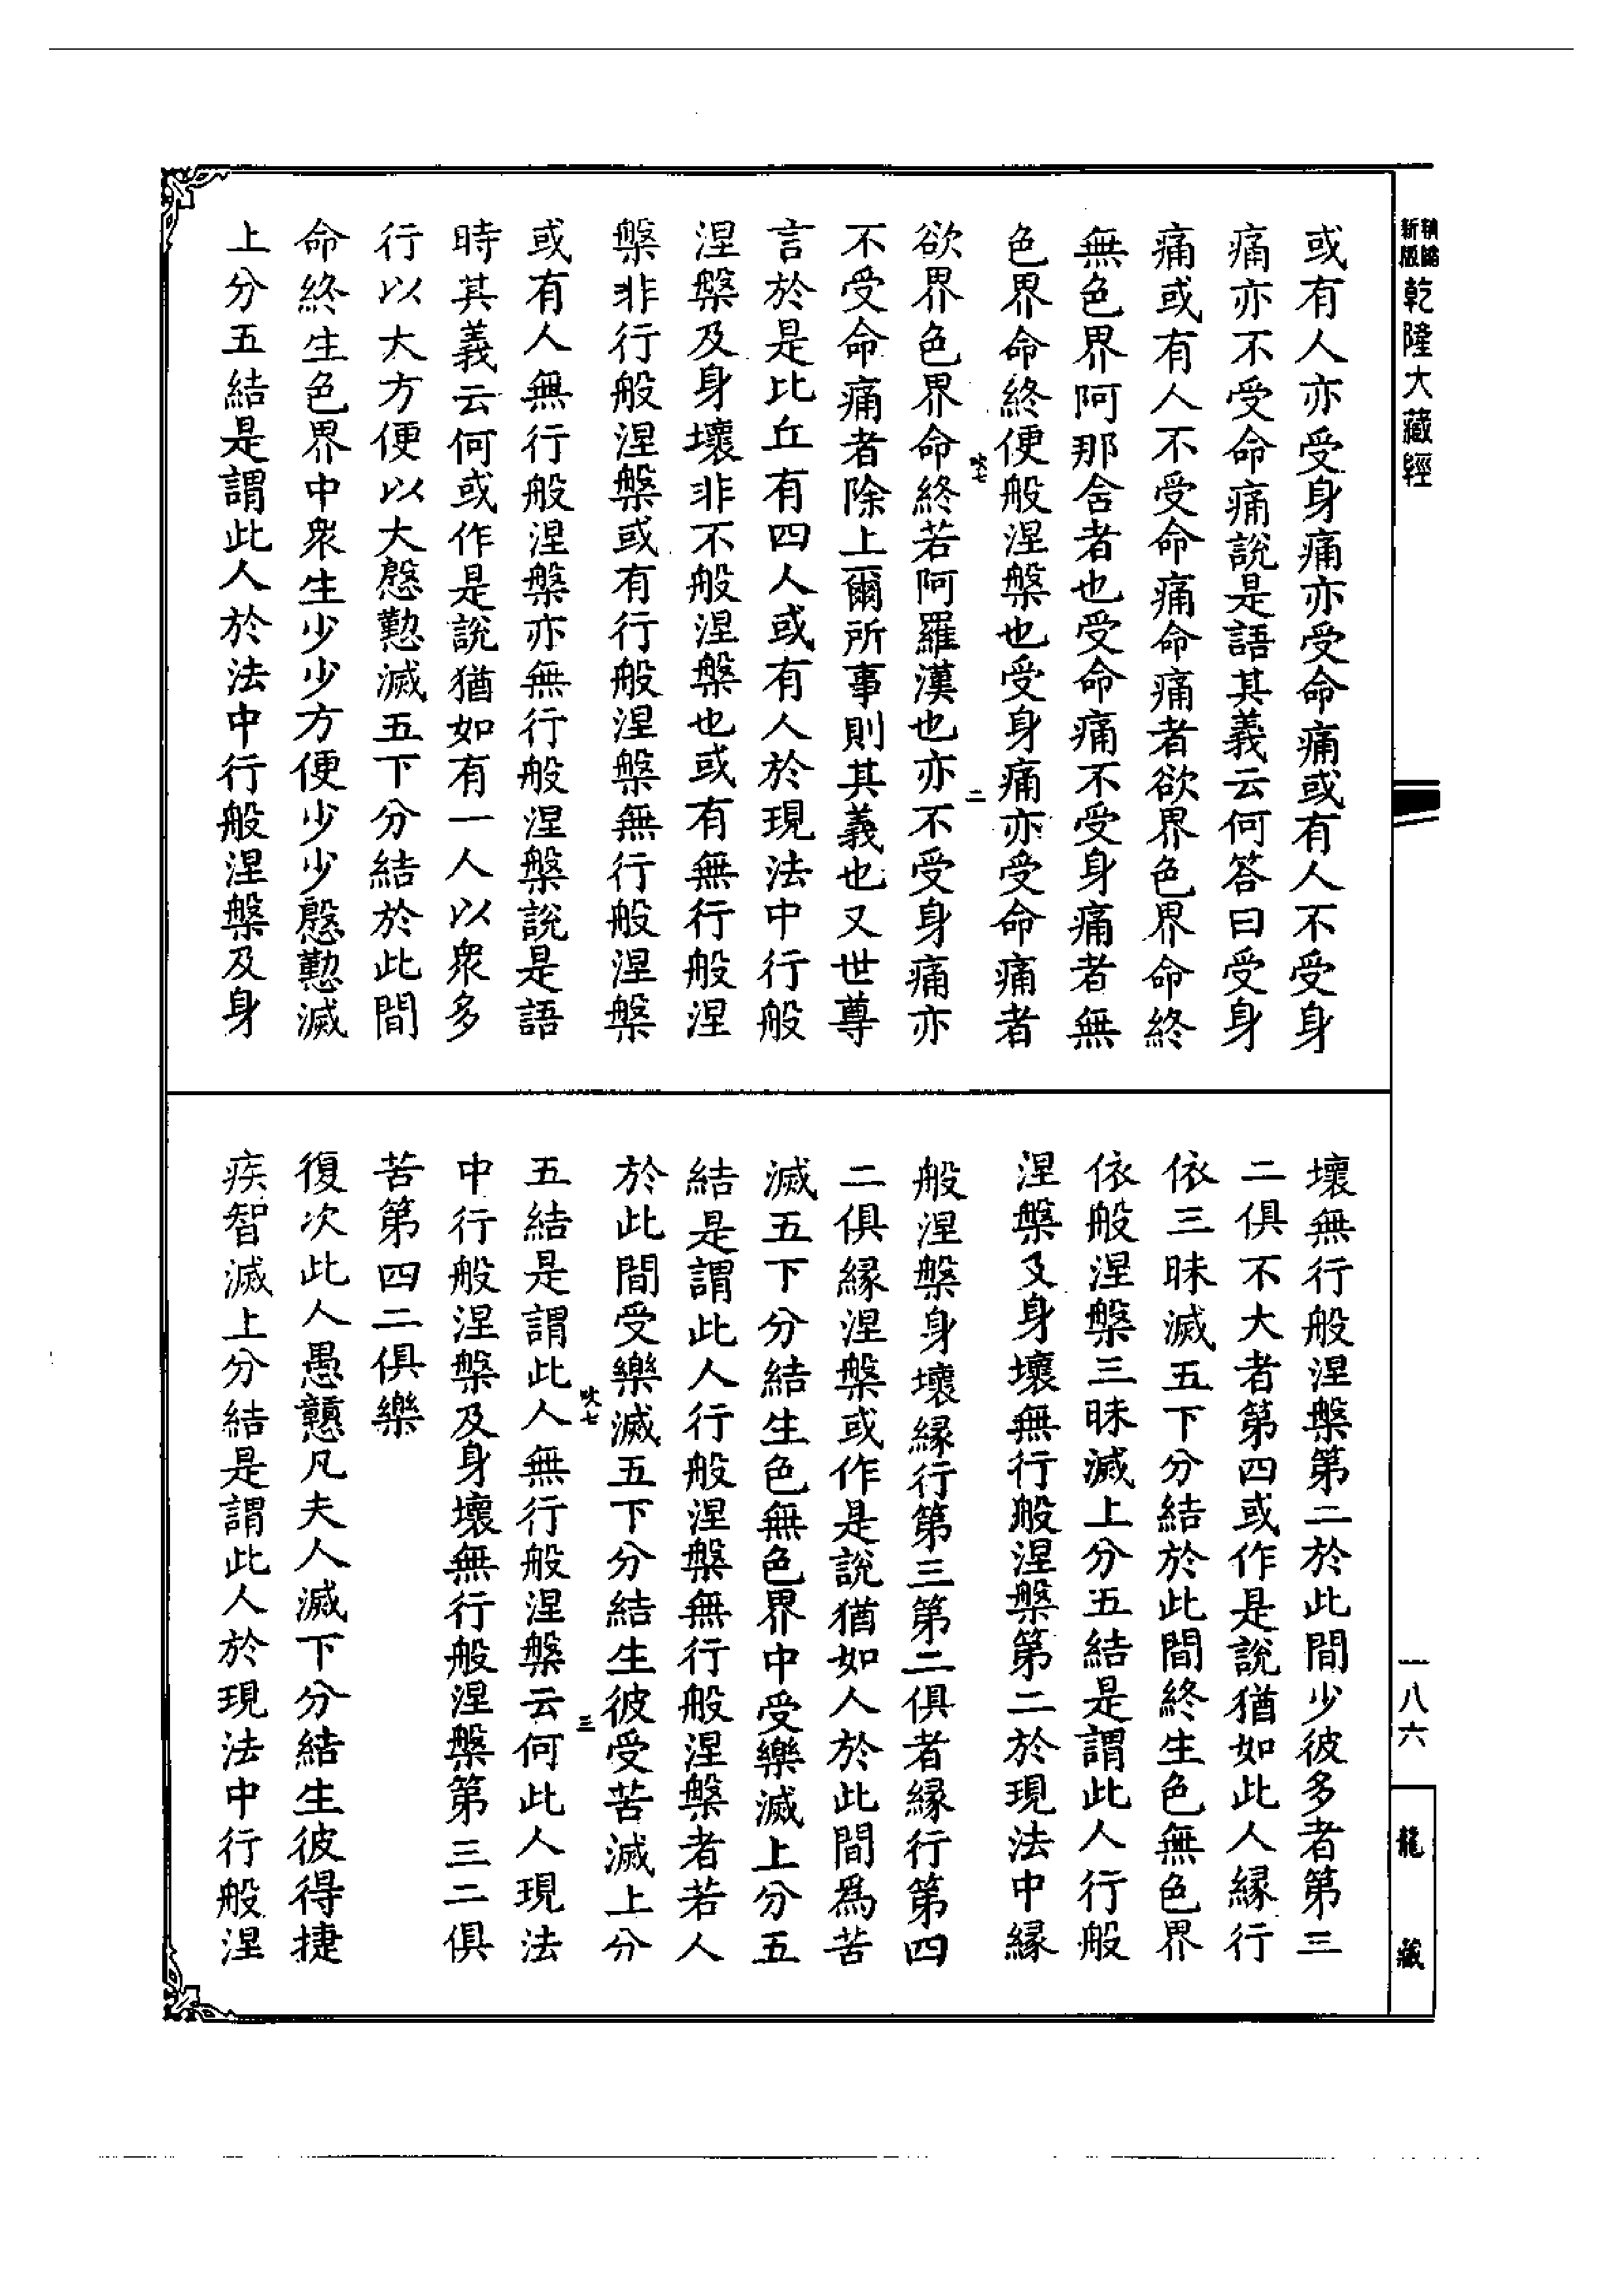 新版
精縮
乾隆大藏經
或有人亦受身痛亦受命痛或有人不受身
痛亦不受命痛說是語其義云何答曰受身
痛或有人不受命痛命痛者欲界色界命終
無色界阿那含者也受命痛不受身痛者無
色界命終便般涅槃也受身痛亦受命痛者
欲界色界命終若阿羅漢也亦不受身痛亦
不受命痛者除上爾所事則其義也又世尊
言於是比丘有四人或有人於現法中行般
涅槃及身壞非不般涅槃也或有無行般涅
槃非行般涅槃或有行般涅槃無行般涅槃
或有人無行般涅槃亦無行般涅槃說是語
時其義云何或作是說猶如有一人以衆多
行以大方便以大慇懃滅五下分結於此間
命終生色界中衆生少少方便少少慇懃滅
上分五結是謂此人於法中行般涅槃及身
壞無行般涅槃第二於此間少彼多者第三
二俱不大者第四或作是說猶如此人緣行
依三昧滅五下分結於此間終生色無色界
依般涅槃三昧滅上分五結是謂此人行般
涅槃及身壞無行般涅槃第二於現法中緣
般涅槃身壞緣行第三第二俱者緣行第四
二俱緣涅槃或作是說猶如人於此間爲苦
滅五下分結生色無色界中受樂滅上分五
結是謂此人行般涅槃無行般涅槃者若人
於此間受樂滅五下分結生彼受苦滅上分
五結是謂此人無行般涅槃云何此人現法
中行般涅槃及身壞無行般涅槃第三二俱
苦第四二俱樂
復次此人愚戇凡夫人滅下分結生彼得捷
疾智滅上分結是謂此人於現法中行般涅
二
三
一八六
龍藏